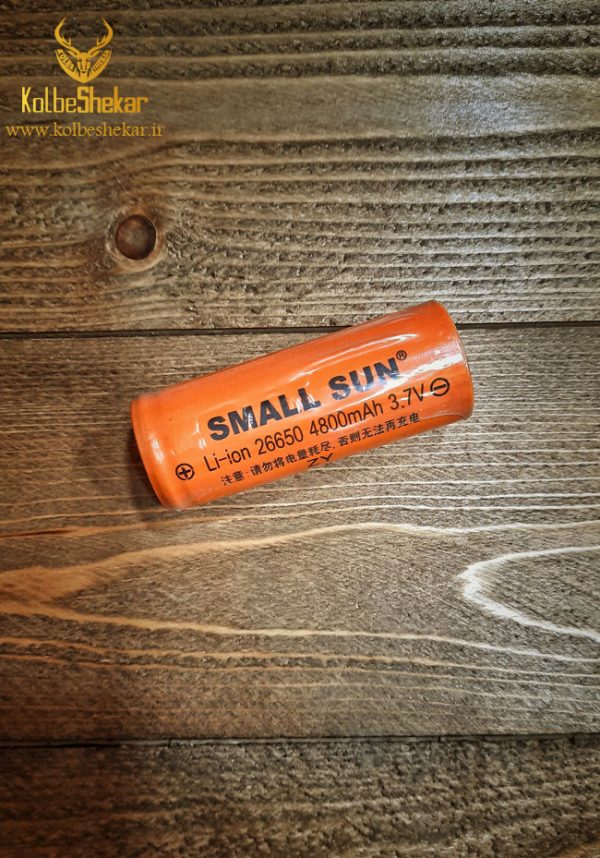 KolbeShekar
www.kolbeshekar.ir
SMALL SUN®
Li-ion 26650 4800mAh 3.7V
注意:请勿将电量耗尽,否则无法再充电
ZY